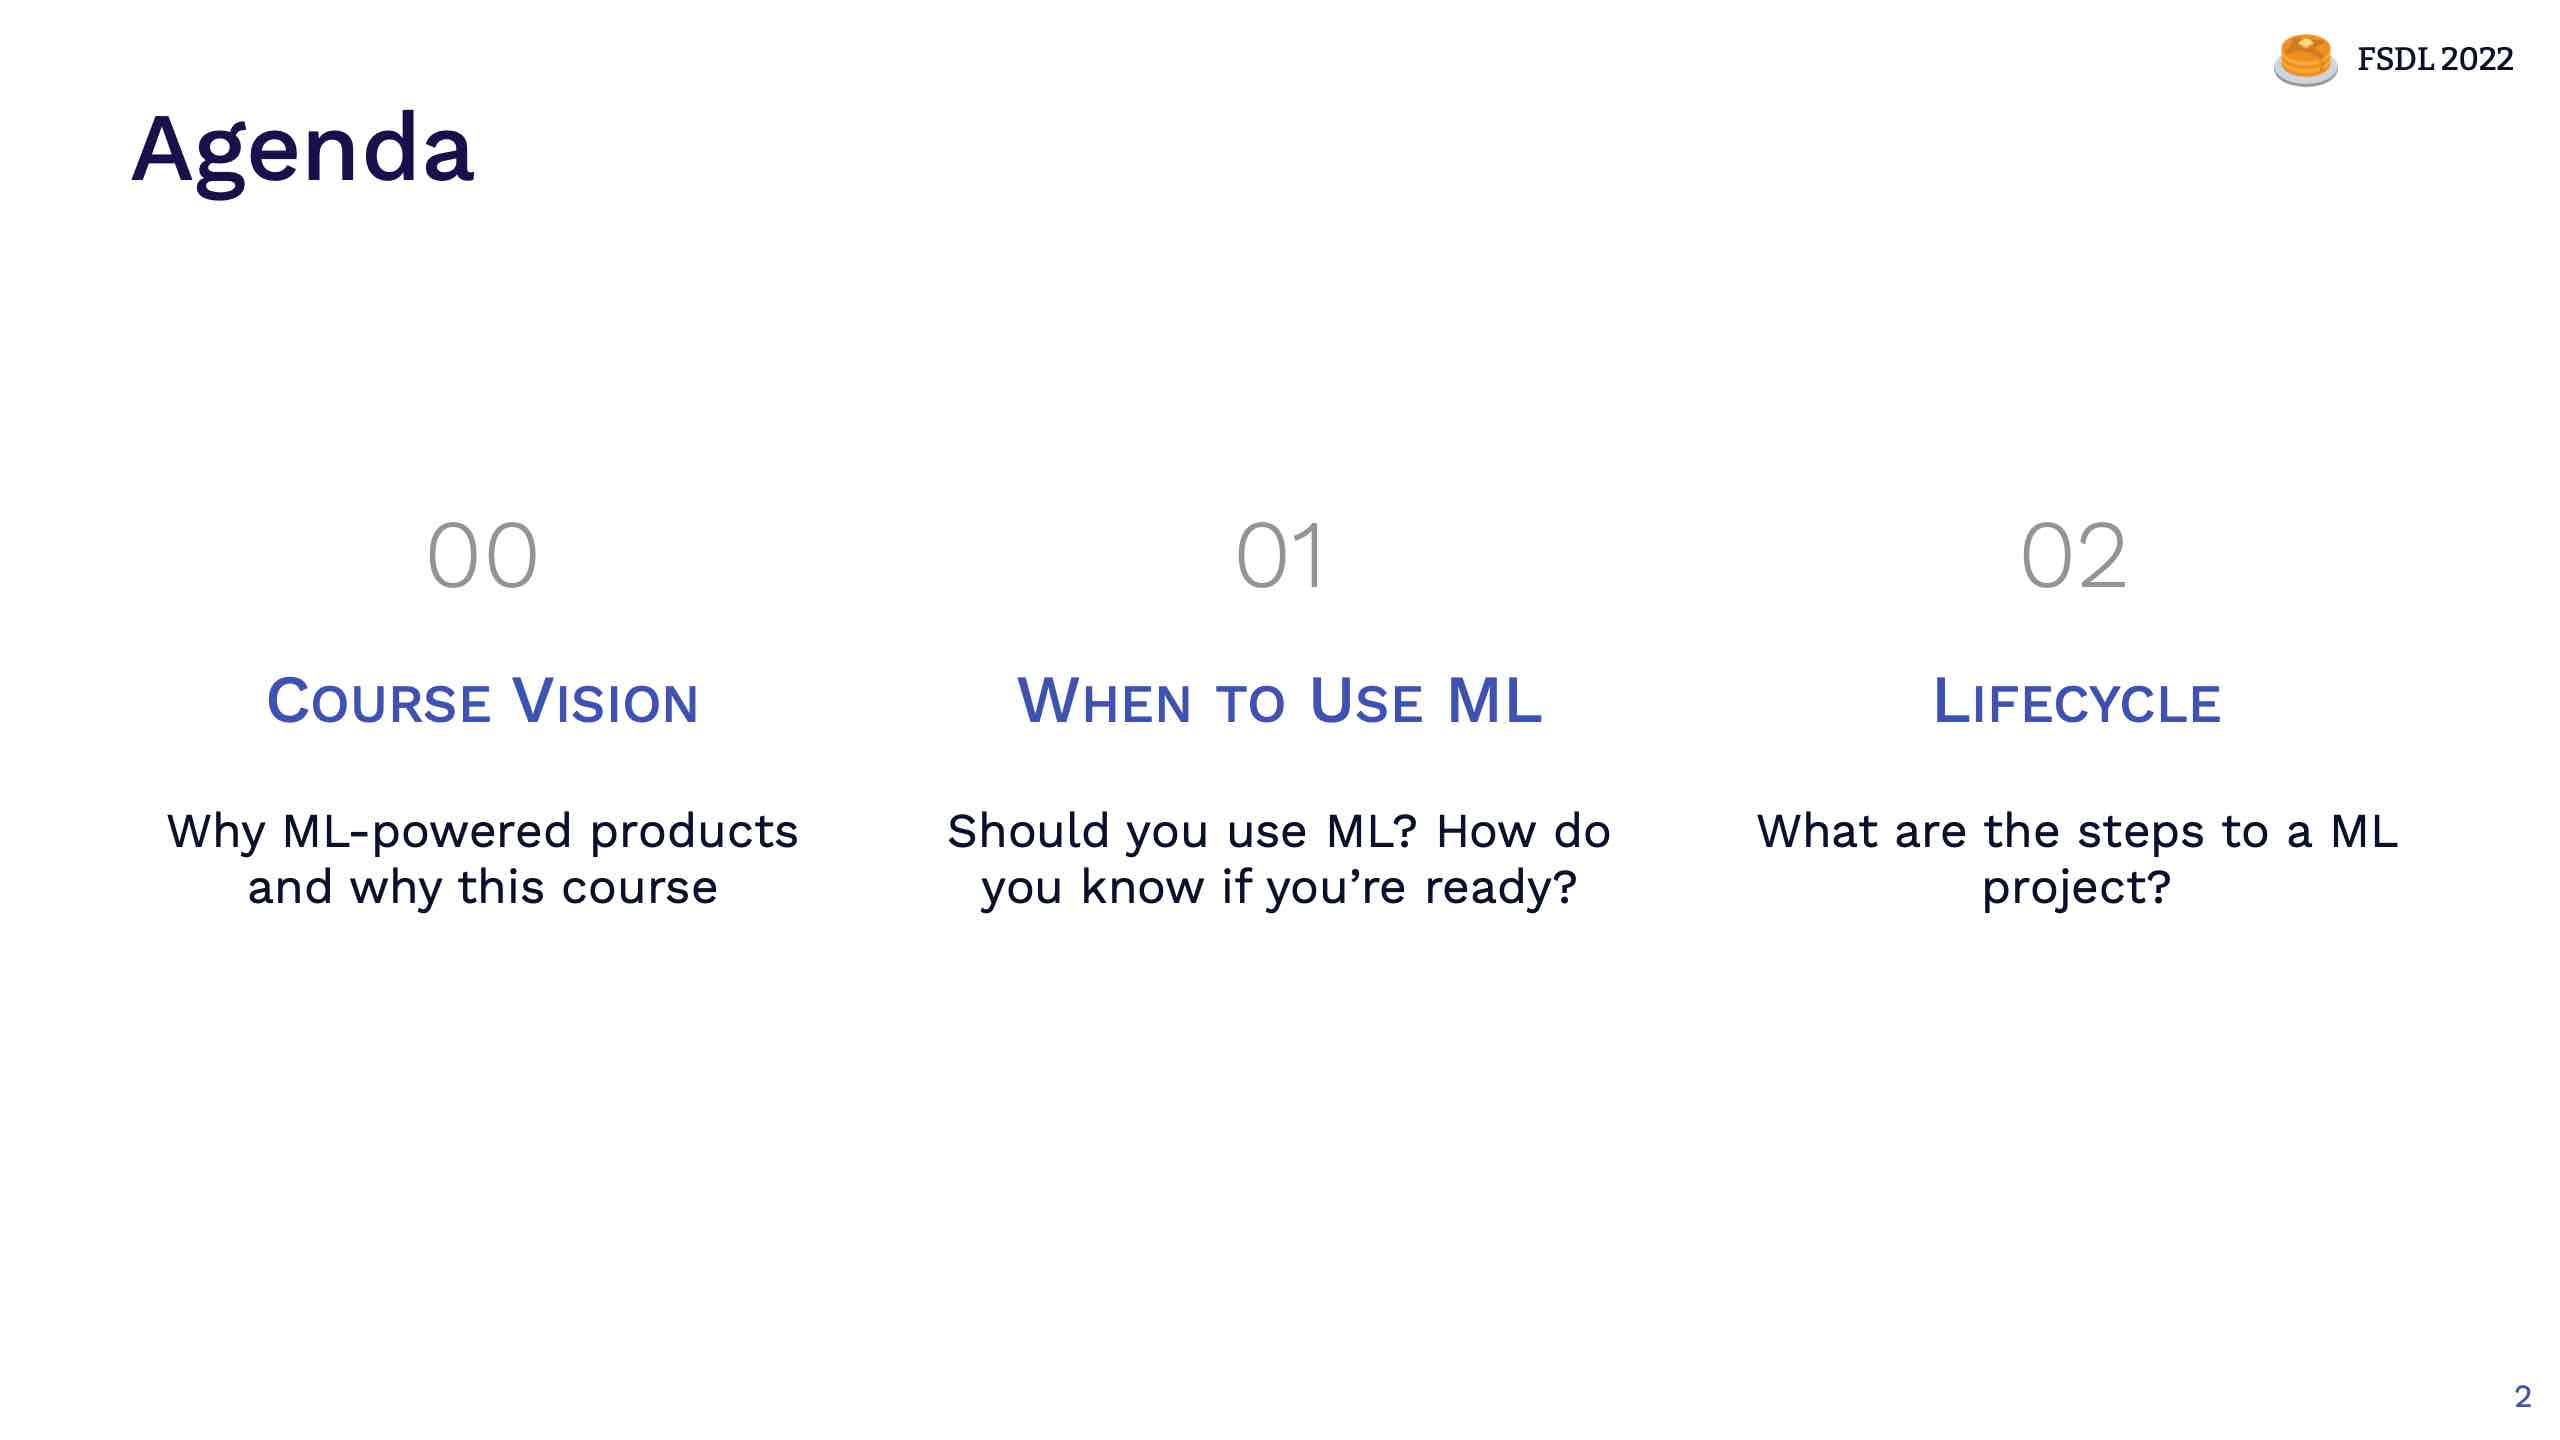 FSDL 2022
Agenda
00
COURSE VISION
Why ML-powered products
and why this course
01
WHEN TO USE ML
Should you use ML? How do
you know if you’re ready?
02
LIFECYCLE
What are the steps to a ML
project?
2